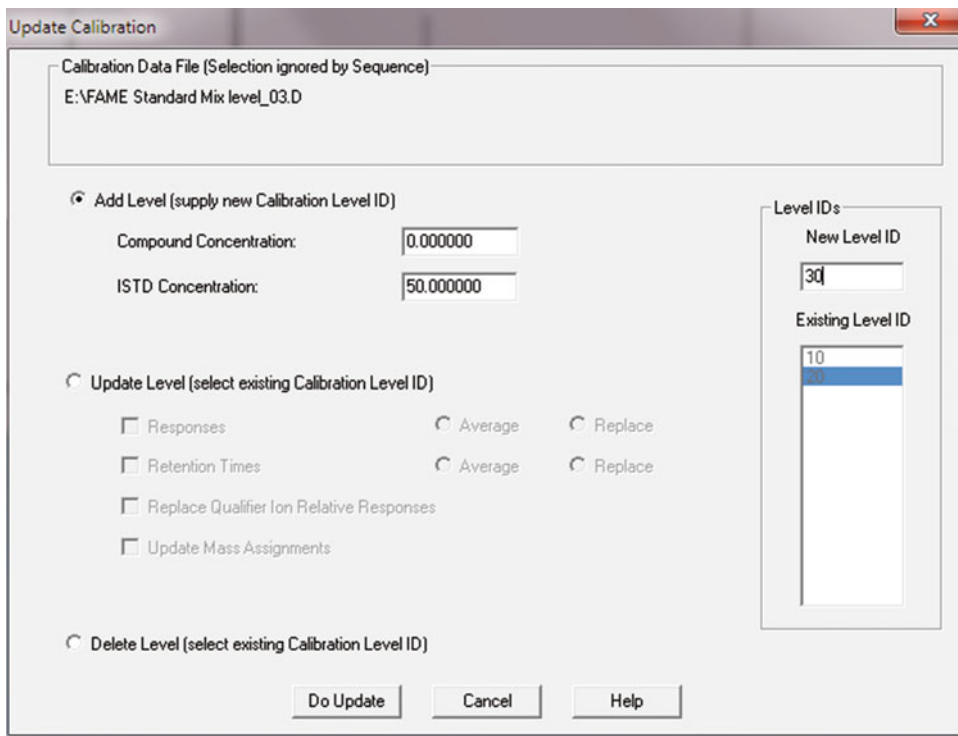 Update Calibration
x
Calibration Data File (Selection ignored by Sequence)
E:\FAME Standard Mix level_03.D
Add Level (supply new Calibration Level ID)
Compound Concentration: 0.000000
ISTD Concentration: 50.000000
Level IDs
New Level ID
30
Existing Level ID
10
20
Update Level (select existing Calibration Level ID)
Responses Average Replace
Retention Times Average Replace
Replace Qualifier Ion Relative Responses
Update Mass Assignments
Delete Level (select existing Calibration Level ID)
Do Update Cancel Help